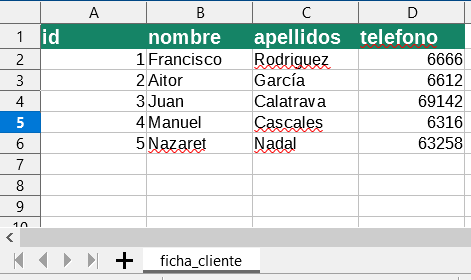 A B C D
1 id nombre apellidos telefono
2 1 Francisco Rodriguez 6666
3 2 Aitor García 6612
4 3 Juan Calatrava 69142
5 4 Manuel Cascales 6316
6 5 Nazaret Nadal 63258
7
8
9
10
ficha_cliente